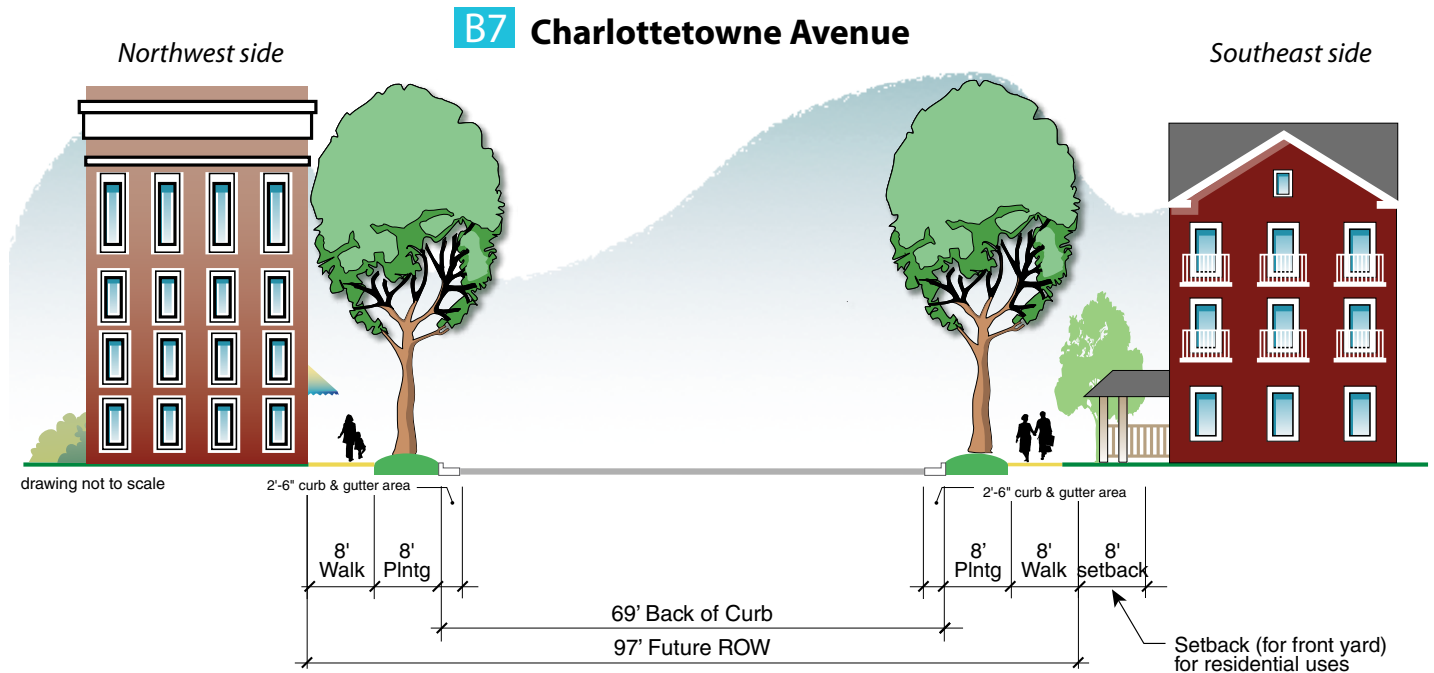 B7 Charlottetowne Avenue
Northwest side
Southeast side
drawing not to scale
2'-6" curb & gutter area
2'-6" curb & gutter area
8'
Walk
8'
Plntg
8’
Plntg
8'
Walk
8'
setback
69’ Back of Curb
97’ Future ROW
Setback (for front yard)
for residential uses